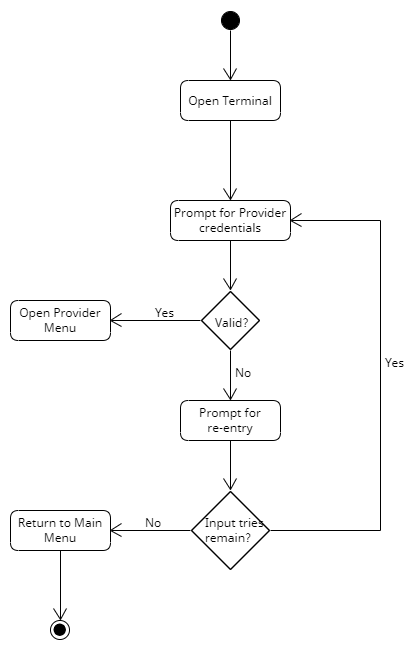 Open Terminal
Prompt for Provider
credentials
Valid?
Yes
Open Provider
Menu
No
Prompt for
re-entry
Input tries
remain?
Yes
No
Return to Main
Menu